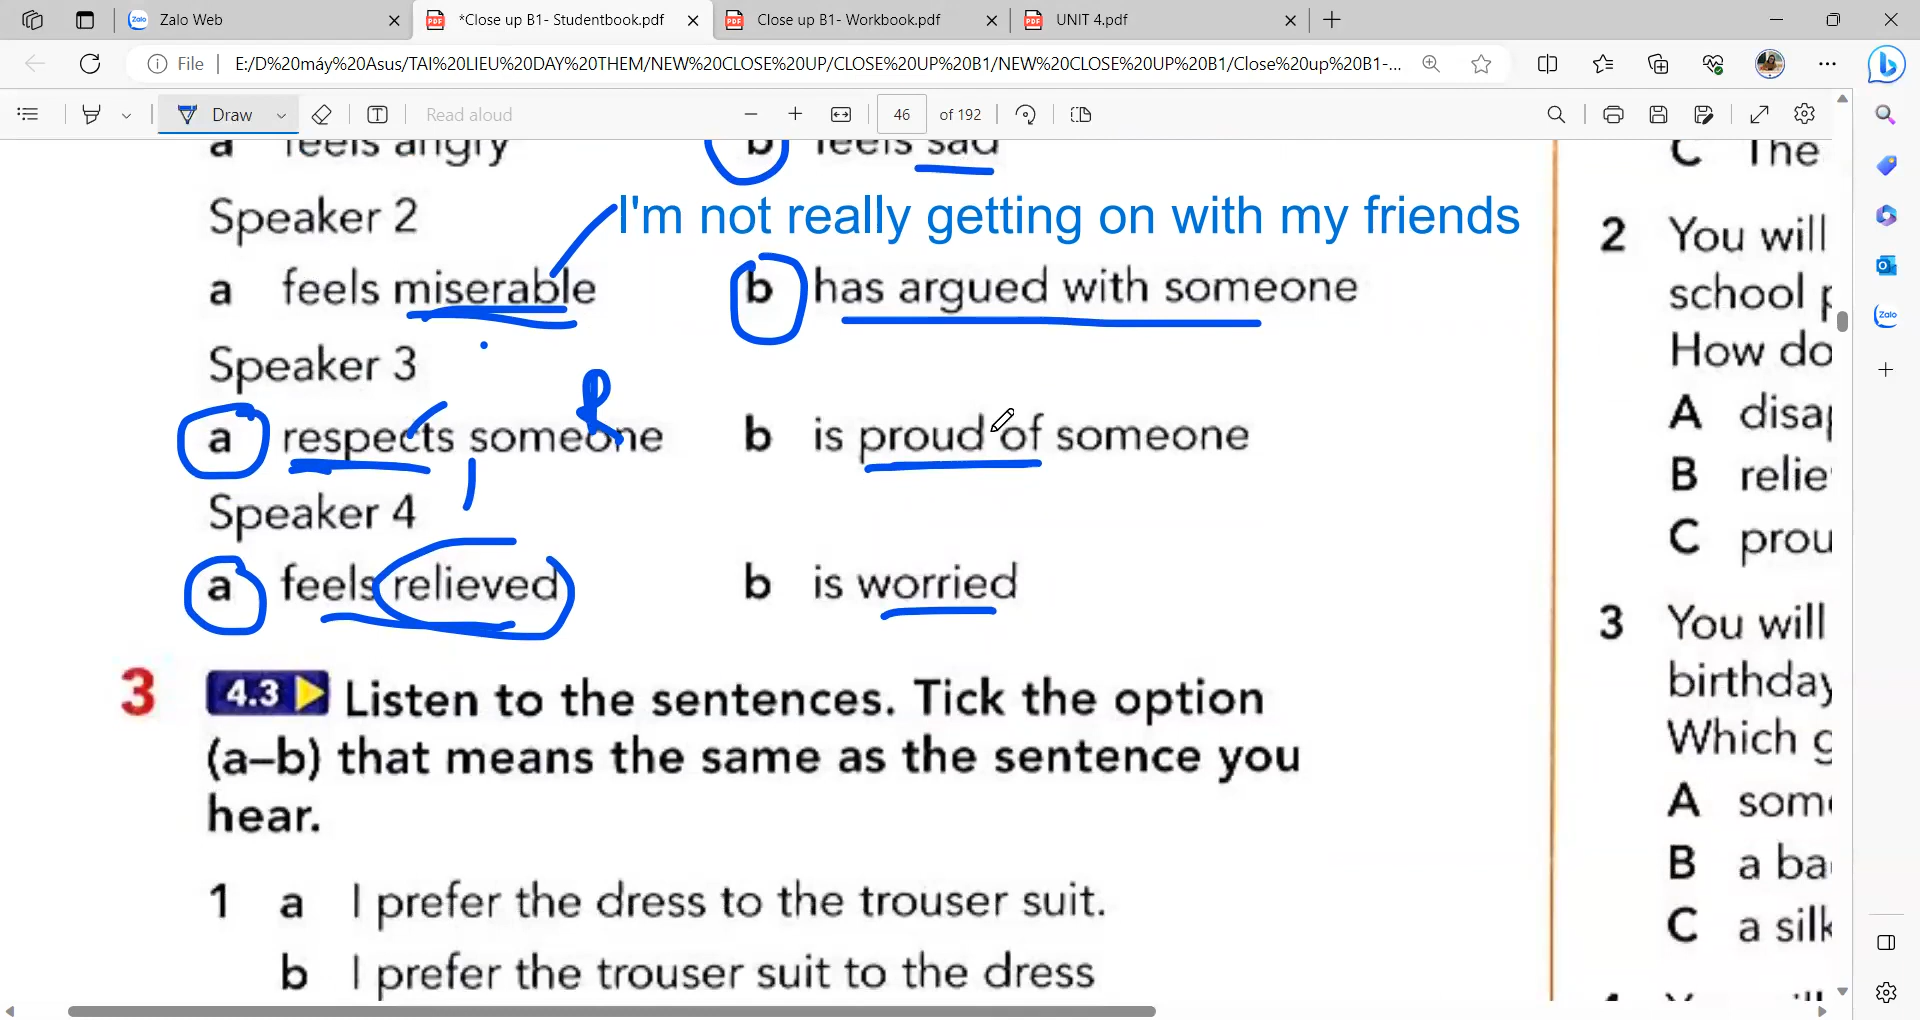 Zalo Web
*Close up B1- Studentbook.pdf
Close up B1- Workbook.pdf
UNIT 4.pdf
File
E:/D%20máy%20Asus/TAI%20LIEU%20DAY%20THEM/NEW%20CLOSE%20UP/CLOSE%20UP%20B1/NEW%20CLOSE%20UP%20B1/Close%20up%20B1-...
Draw
Read aloud
46 of 192
a feels angry b feels sad
Speaker 2
I'm not really getting on with my friends
a feels miserable b has argued with someone
Speaker 3
a respects someone b is proud of someone
Speaker 4
a feels relieved b is worried
3 4.3 Listen to the sentences. Tick the option
(a–b) that means the same as the sentence you
hear.
1 a I prefer the dress to the trouser suit.
b I prefer the trouser suit to the dress
C The
2 You will
school p
How do
A disap
B relie
C prou
3 You will
birthday
Which g
A som
B a ba
C a silk
Zalo